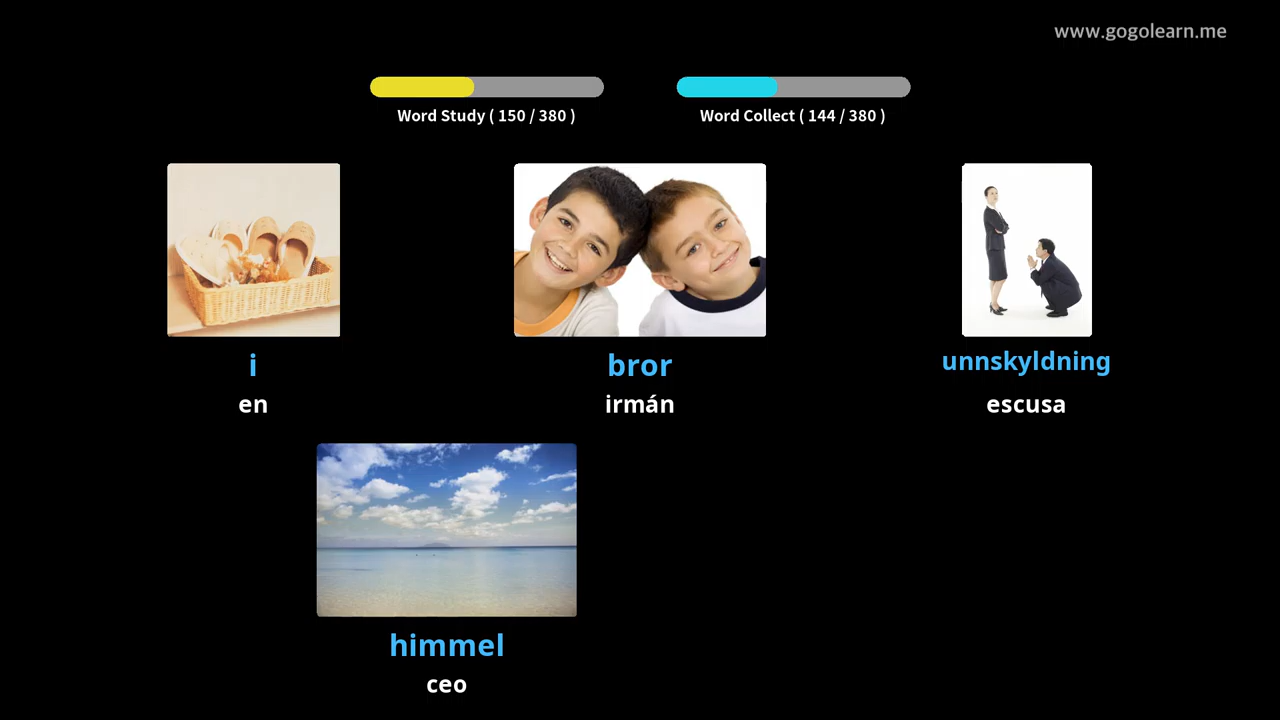 www.gogolearn.me
Word Study ( 150 / 380 )
Word Collect ( 144 / 380 )
i
en
bror
irmán
unnskyldning
escusa
himmel
ceo